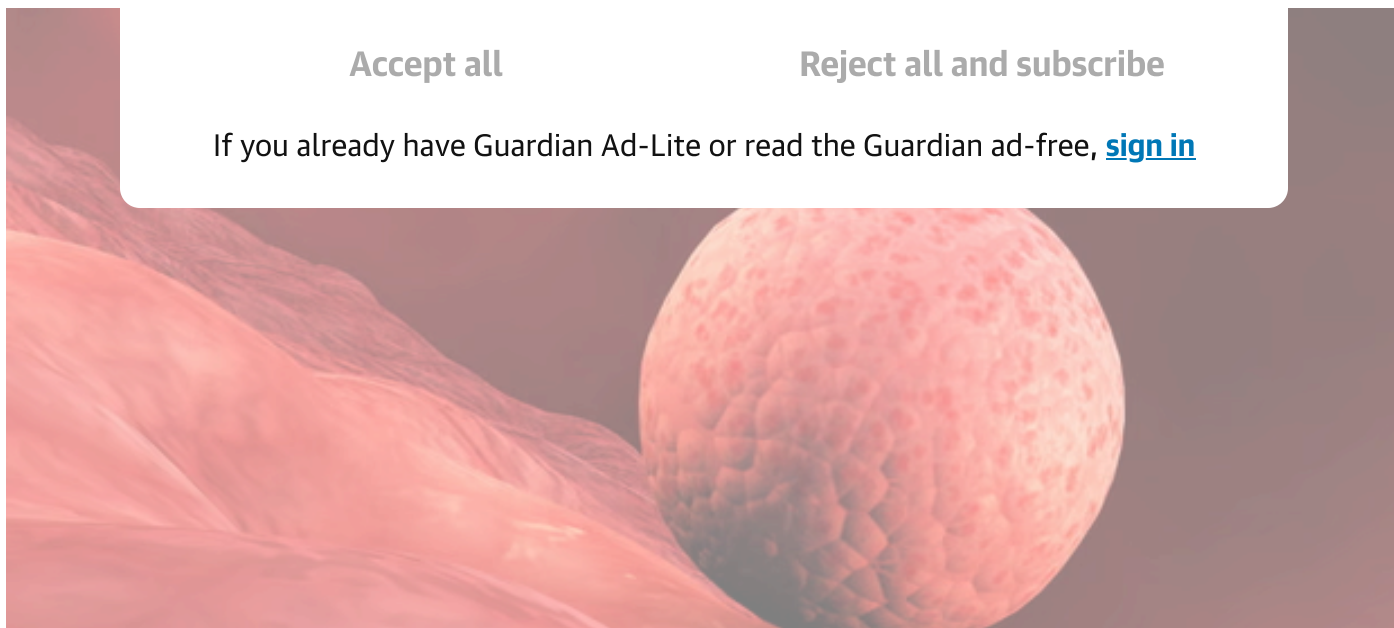 Accept all
Reject all and subscribe
If you already have Guardian Ad-Lite or read the Guardian ad-free, sign in